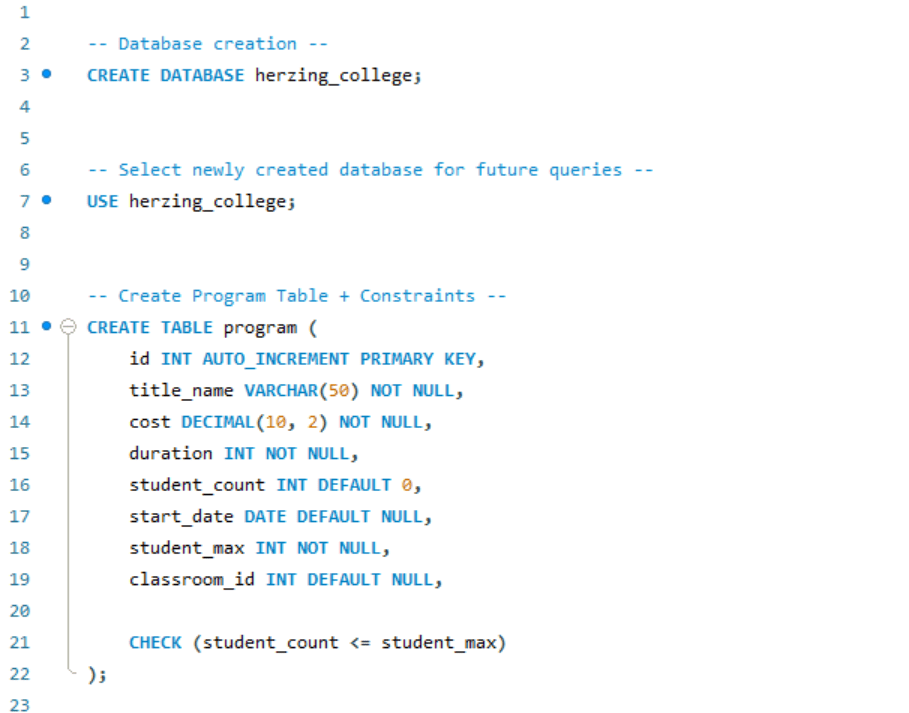 1
2 -- Database creation --
3 CREATE DATABASE herzing_college;
4
5
6 -- Select newly created database for future queries --
7 USE herzing_college;
8
9
10 -- Create Program Table + Constraints --
11 CREATE TABLE program (
12 id INT AUTO_INCREMENT PRIMARY KEY,
13 title_name VARCHAR(50) NOT NULL,
14 cost DECIMAL(10, 2) NOT NULL,
15 duration INT NOT NULL,
16 student_count INT DEFAULT 0,
17 start_date DATE DEFAULT NULL,
18 student_max INT NOT NULL,
19 classroom_id INT DEFAULT NULL,
20
21 CHECK (student_count <= student_max)
22 );
23